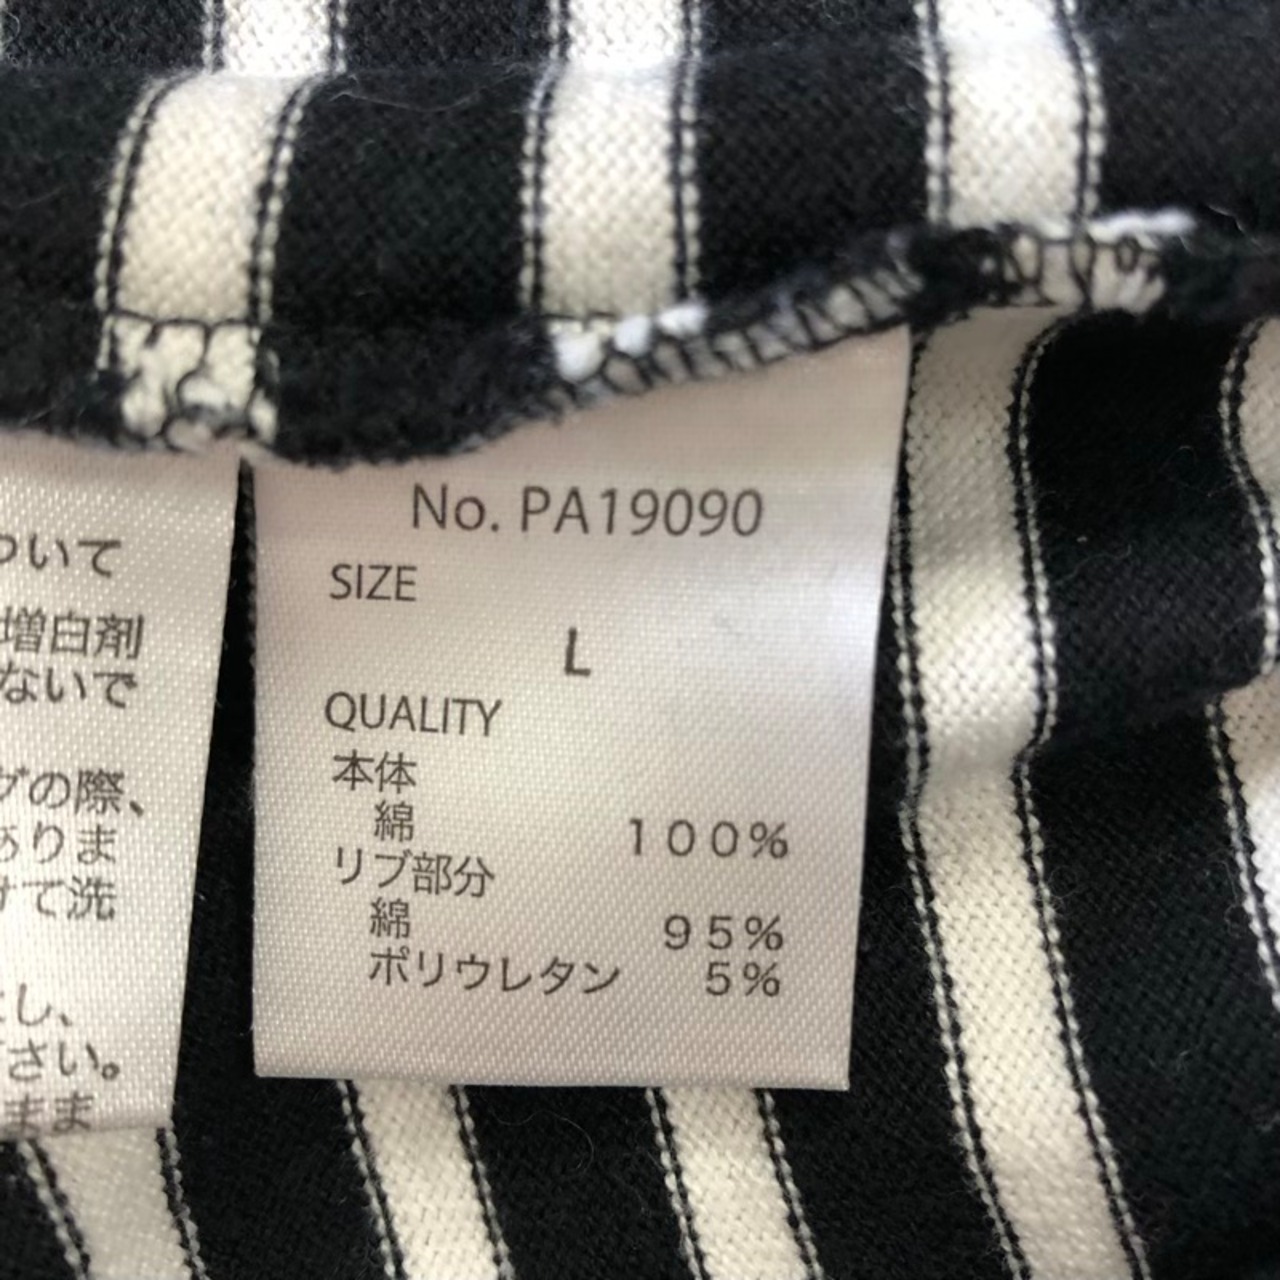 ついて
増白剤
ないで
グの際、
ありま
けて洗
さい。
まま
No. PA19090
SIZE
L
QUALITY
本体
綿 100%
リブ部分
綿 95%
ポリウレタン 5%